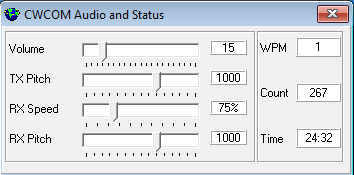 CWCOM Audio and Status
Volume 15
TX Pitch 1000
RX Speed 75%
RX Pitch 1000
WPM 1
Count 267
Time 24:32